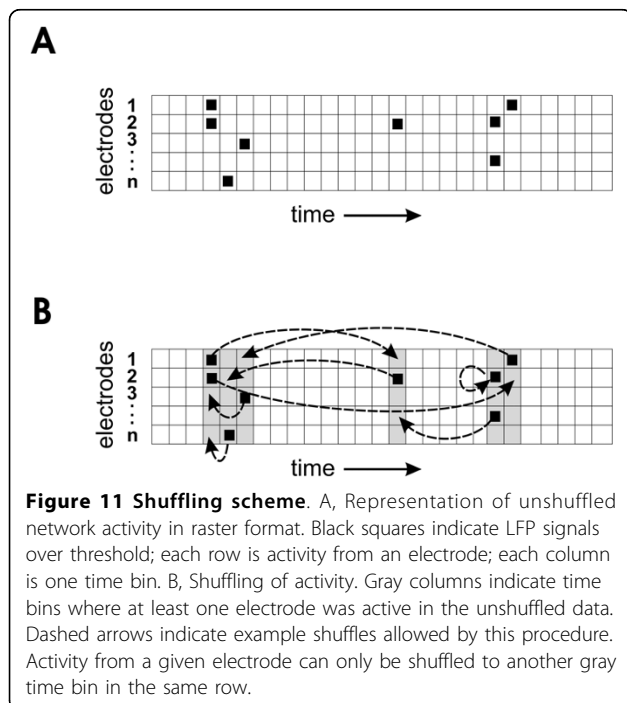 A
electrodes
1
2
3
⋮
n
time
B
electrodes
1
2
3
⋮
n
time
Figure 11 Shuffling scheme. A, Representation of unshuffled
network activity in raster format. Black squares indicate LFP signals
over threshold; each row is activity from an electrode; each column
is one time bin. B, Shuffling of activity. Gray columns indicate time
bins where at least one electrode was active in the unshuffled data.
Dashed arrows indicate example shuffles allowed by this procedure.
Activity from a given electrode can only be shuffled to another gray
time bin in the same row.